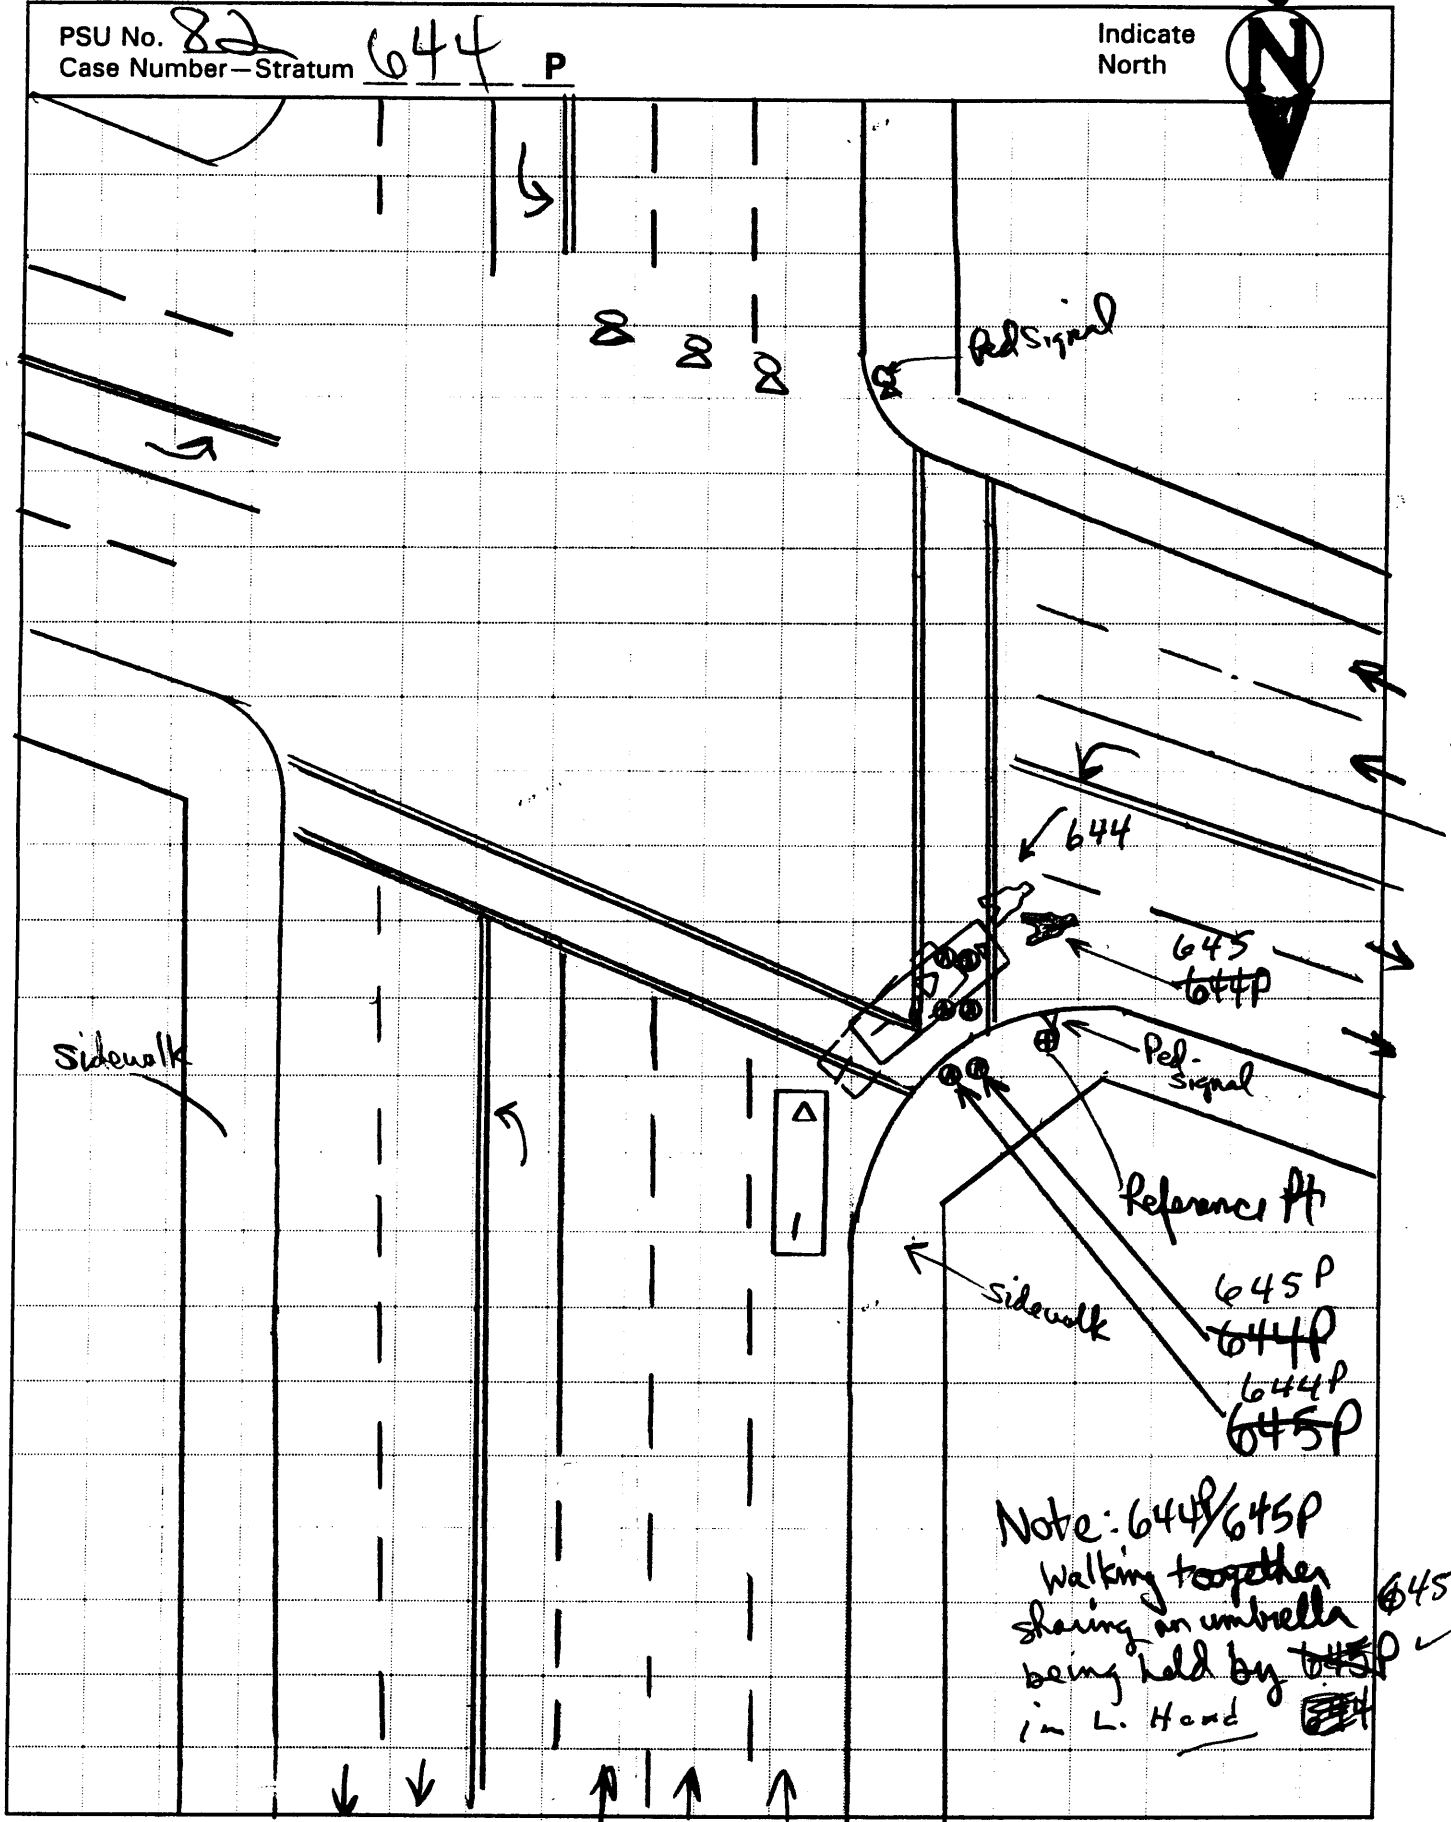 PSU No. 82
Case Number—Stratum 644 P
Indicate
North
N
Ped Signal
644
645
644P
Ped.
Signal
Sidewalk
Reference Pt
Sidewalk
645P
644P
644P
645P
Note: 644P/645P
Walking together
sharing an umbrella 645
being held by 645P
in L. Hand